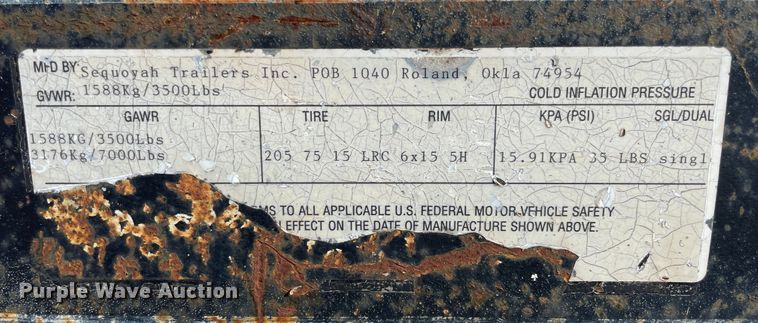 MFD BY: Sequoyah Trailers Inc. POB 1040 Roland, Okla 74954
GVWR: 1588Kg/3500Lbs COLD INFLATION PRESSURE
GAWR TIRE RIM KPA (PSI) SGL/DUAL
1588KG/3500Lbs
3176Kg/7000Lbs 205 75 15 LRC 6x15 5H 15.91KPA 35 LBS singl
MS TO ALL APPLICABLE U.S. FEDERAL MOTOR VEHICLE SAFETY
EFFECT ON THE DATE OF MANUFACTURE SHOWN ABOVE.
Purple Wave Auction